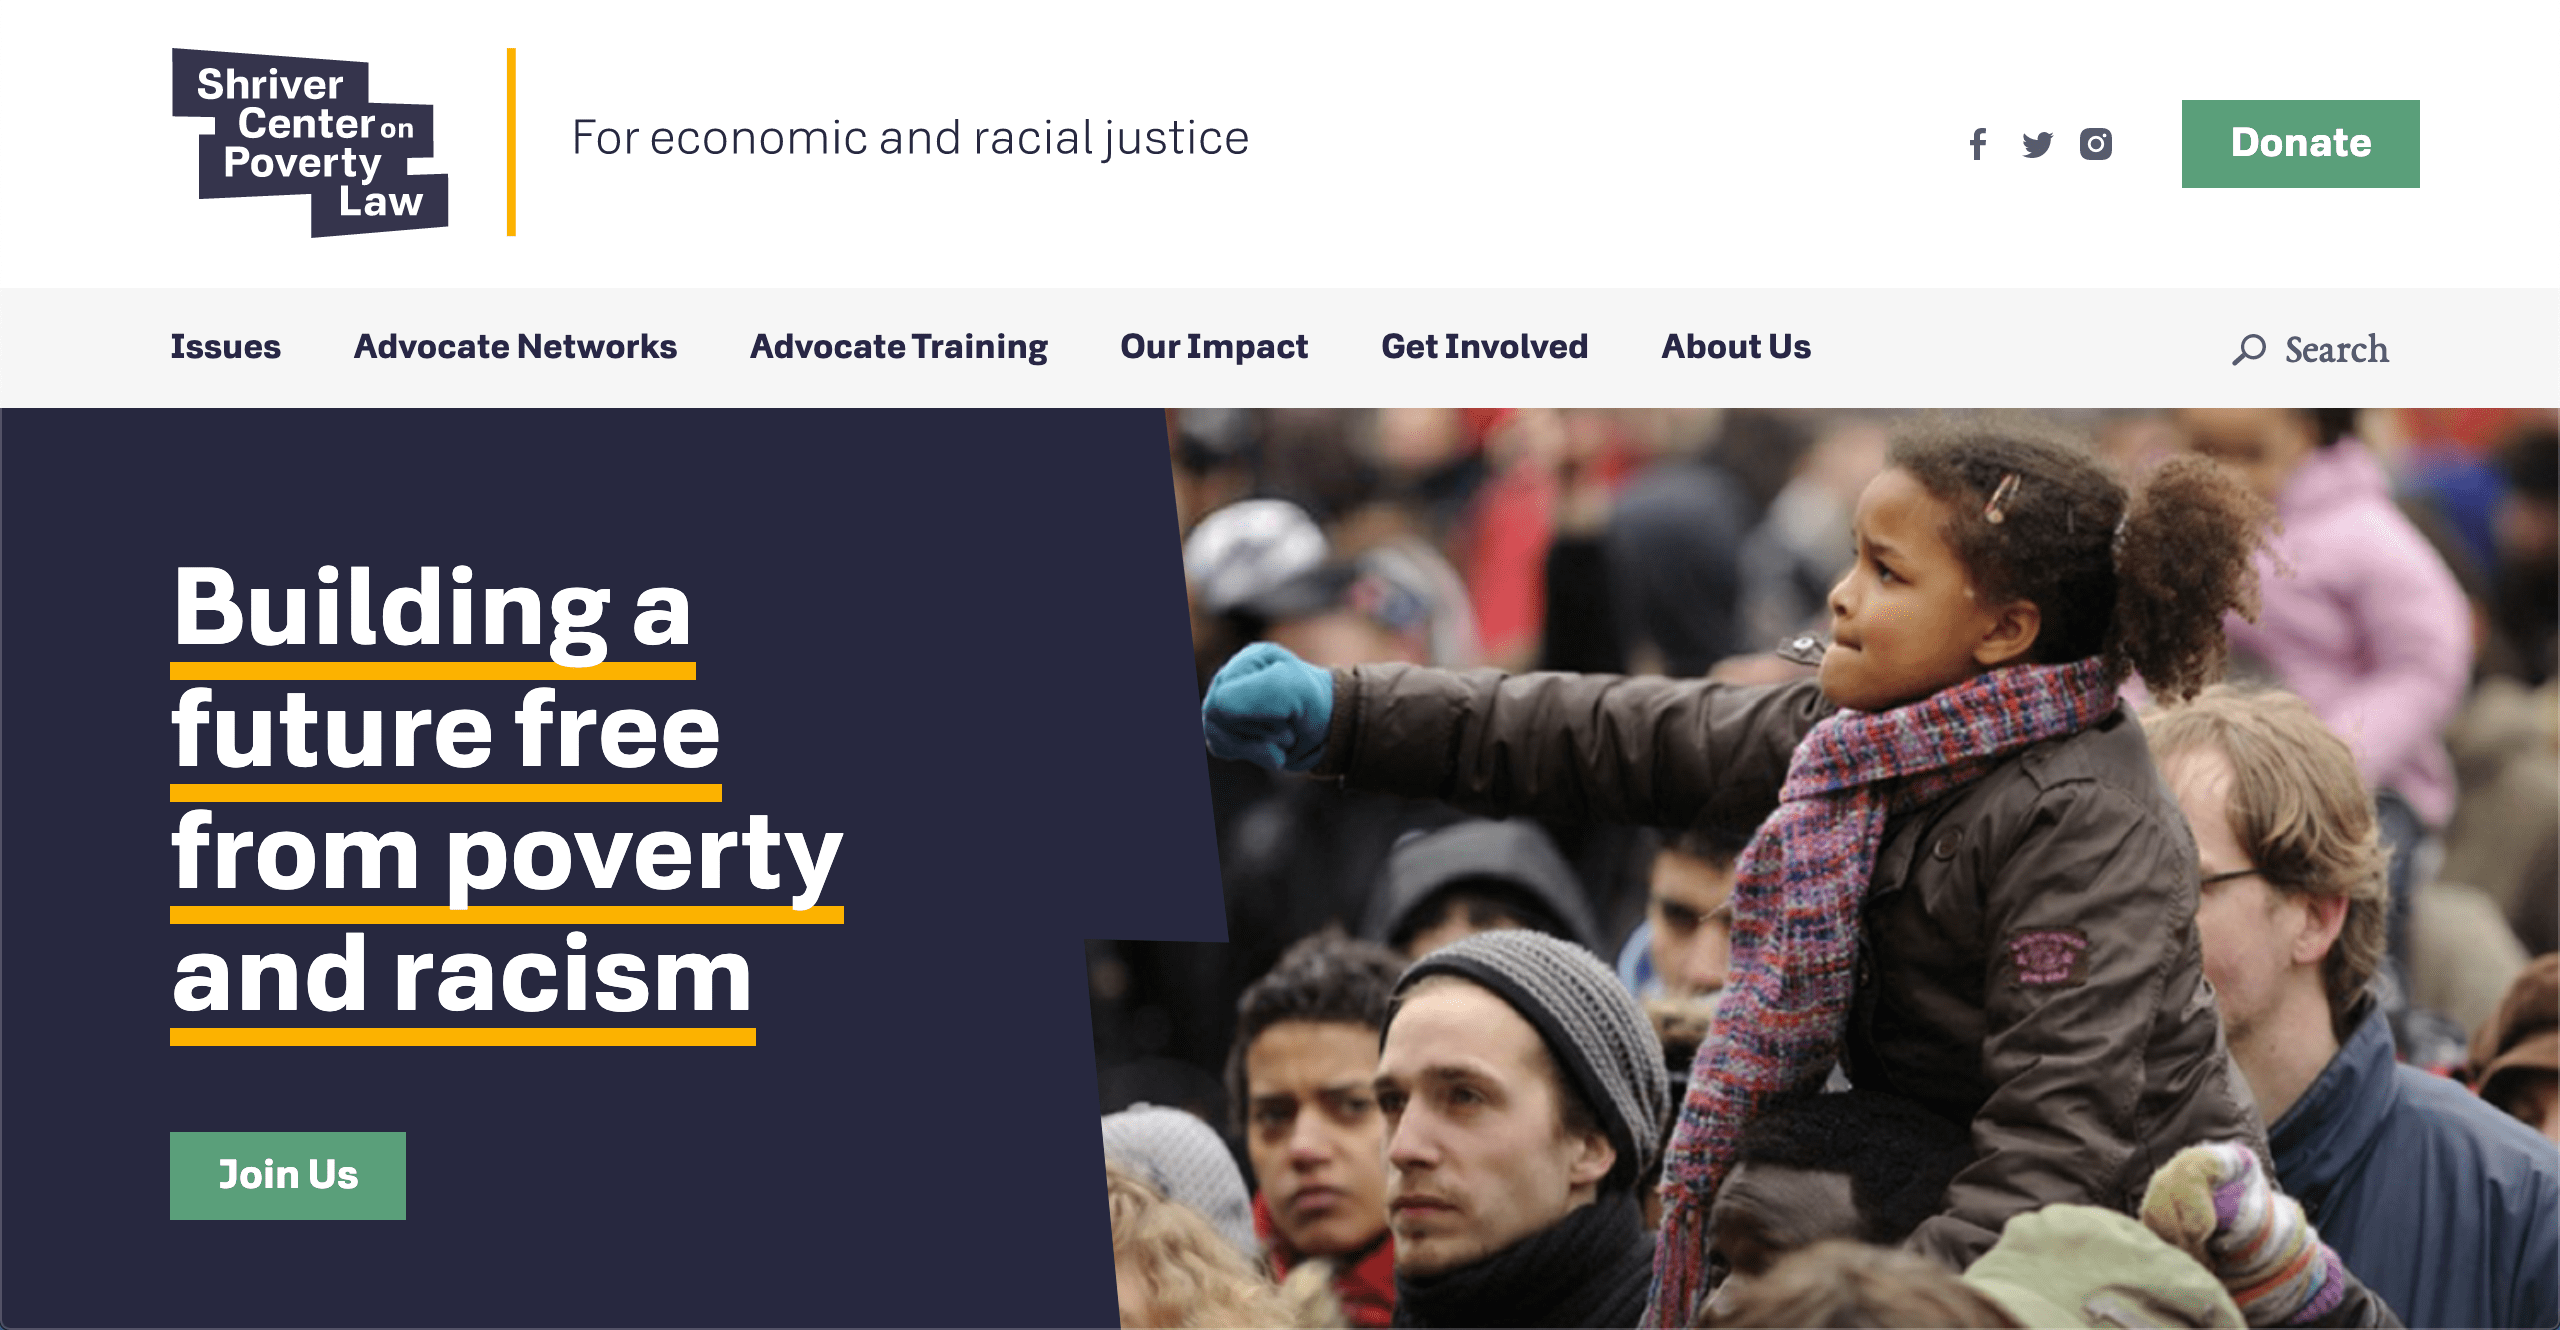 Shriver
Center on
Poverty
Law
For economic and racial justice
Donate
Issues Advocate Networks Advocate Training Our Impact Get Involved About Us Search
Building a
future free
from poverty
and racism
Join Us